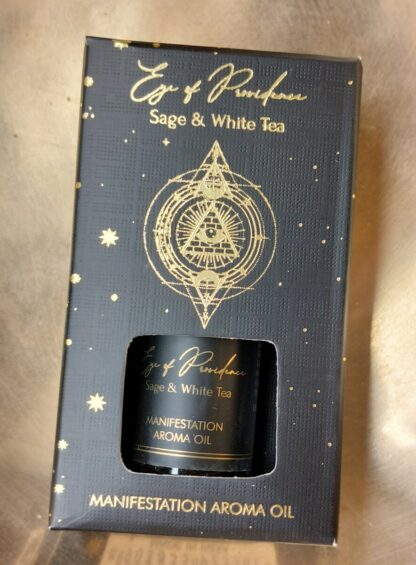 Eye of Providence
Sage & White Tea
Eye of Providence
Sage & White Tea
MANIFESTATION
AROMA OIL
MANIFESTATION AROMA OIL